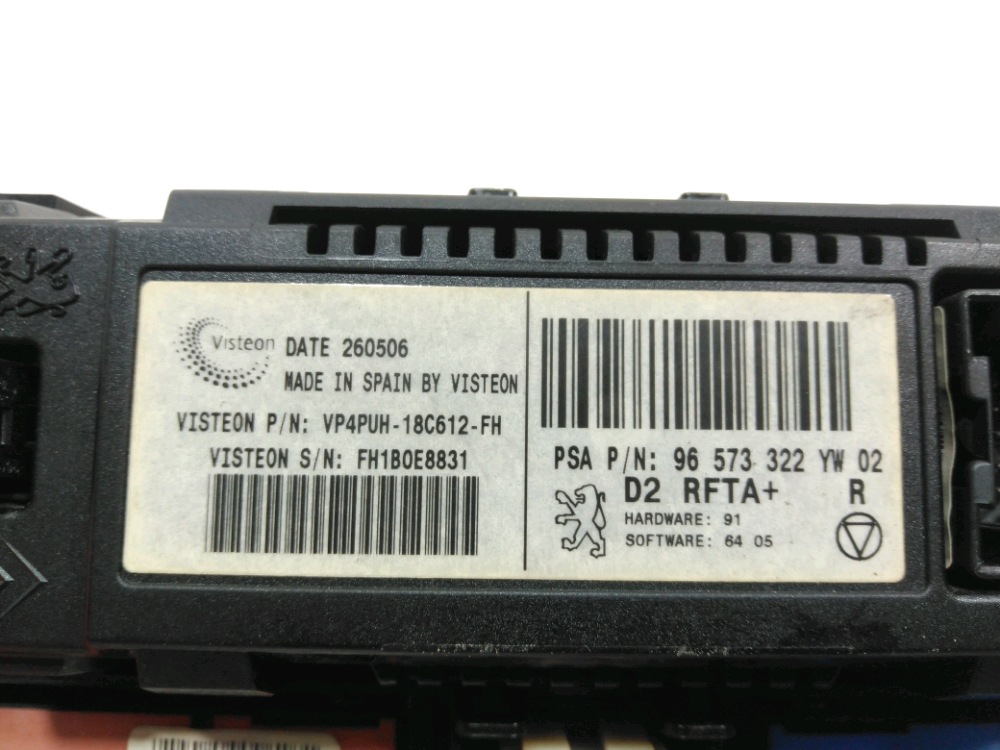 Visteon DATE 260506
MADE IN SPAIN BY VISTEON
VISTEON P/N: VP4PUH-18C612-FH
VISTEON S/N: FH1B0E8831
PSA P/N: 96 573 322 YW 02
D2 RFTA+ R
HARDWARE: 91
SOFTWARE: 64 05